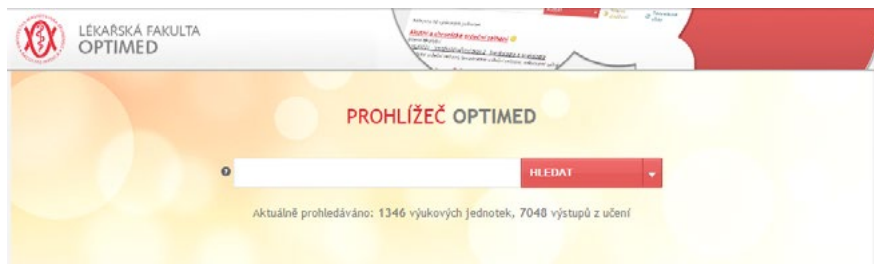 LÉKAŘSKÁ FAKULTA
OPTIMED
PROHLÍŽEČ OPTIMED
HLEDAT
Aktuálně prohledáváno: 1346 výukových jednotek, 7048 výstupů z učení